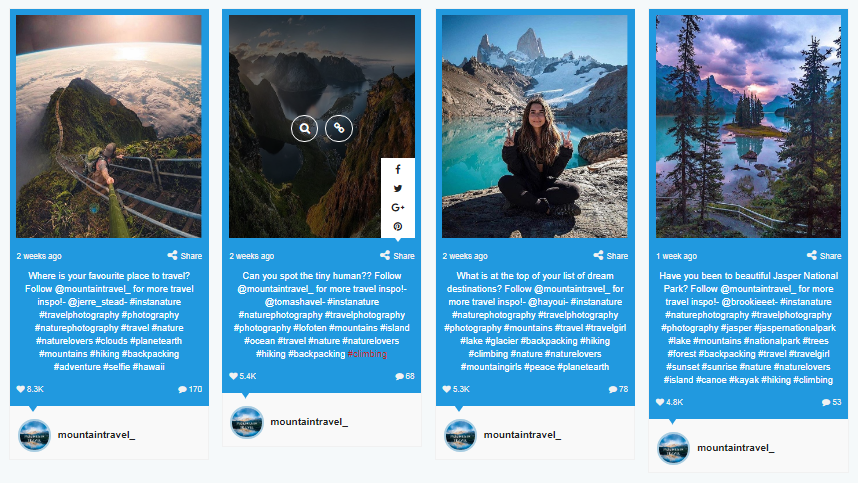 2 weeks ago Share
Where is your favourite place to travel?
Follow @mountaintravel_ for more travel
inspo!- @jerre_stead- #instanature
#travelphotography #photography
#naturephotography #travel #nature
#naturelovers #clouds #planetearth
#mountains #hiking #backpacking
#adventure #selfie #hawaii
8.3K 170
mountaintravel_
2 weeks ago Share
Can you spot the tiny human?? Follow
@mountaintravel_ for more travel inspo!-
@tomashavel- #instanature
#naturephotography #travelphotography
#photography #lofoten #mountains #island
#ocean #travel #nature #naturelovers
#hiking #backpacking #climbing
5.4K 68
mountaintravel_
2 weeks ago Share
What is at the top of your list of dream
destinations? Follow @mountaintravel_ for
more travel inspo!- @hayoui- #instanature
#naturephotography #travelphotography
#photography #mountains #travel #travelgirl
#lake #glacier #backpacking #hiking
#climbing #nature #naturelovers
#mountaingirls #peace #planetearth
5.3K 78
mountaintravel_
1 week ago Share
Have you been to beautiful Jasper National
Park? Follow @mountaintravel_ for more
travel inspo!- @brookieeet- #instanature
#naturephotography #travelphotography
#photography #jasper #jaspernationalpark
#lake #mountains #nationalpark #trees
#forest #backpacking #travel #travelgirl
#sunset #sunrise #nature #naturelovers
#island #canoe #kayak #hiking #climbing
4.8K 53
mountaintravel_